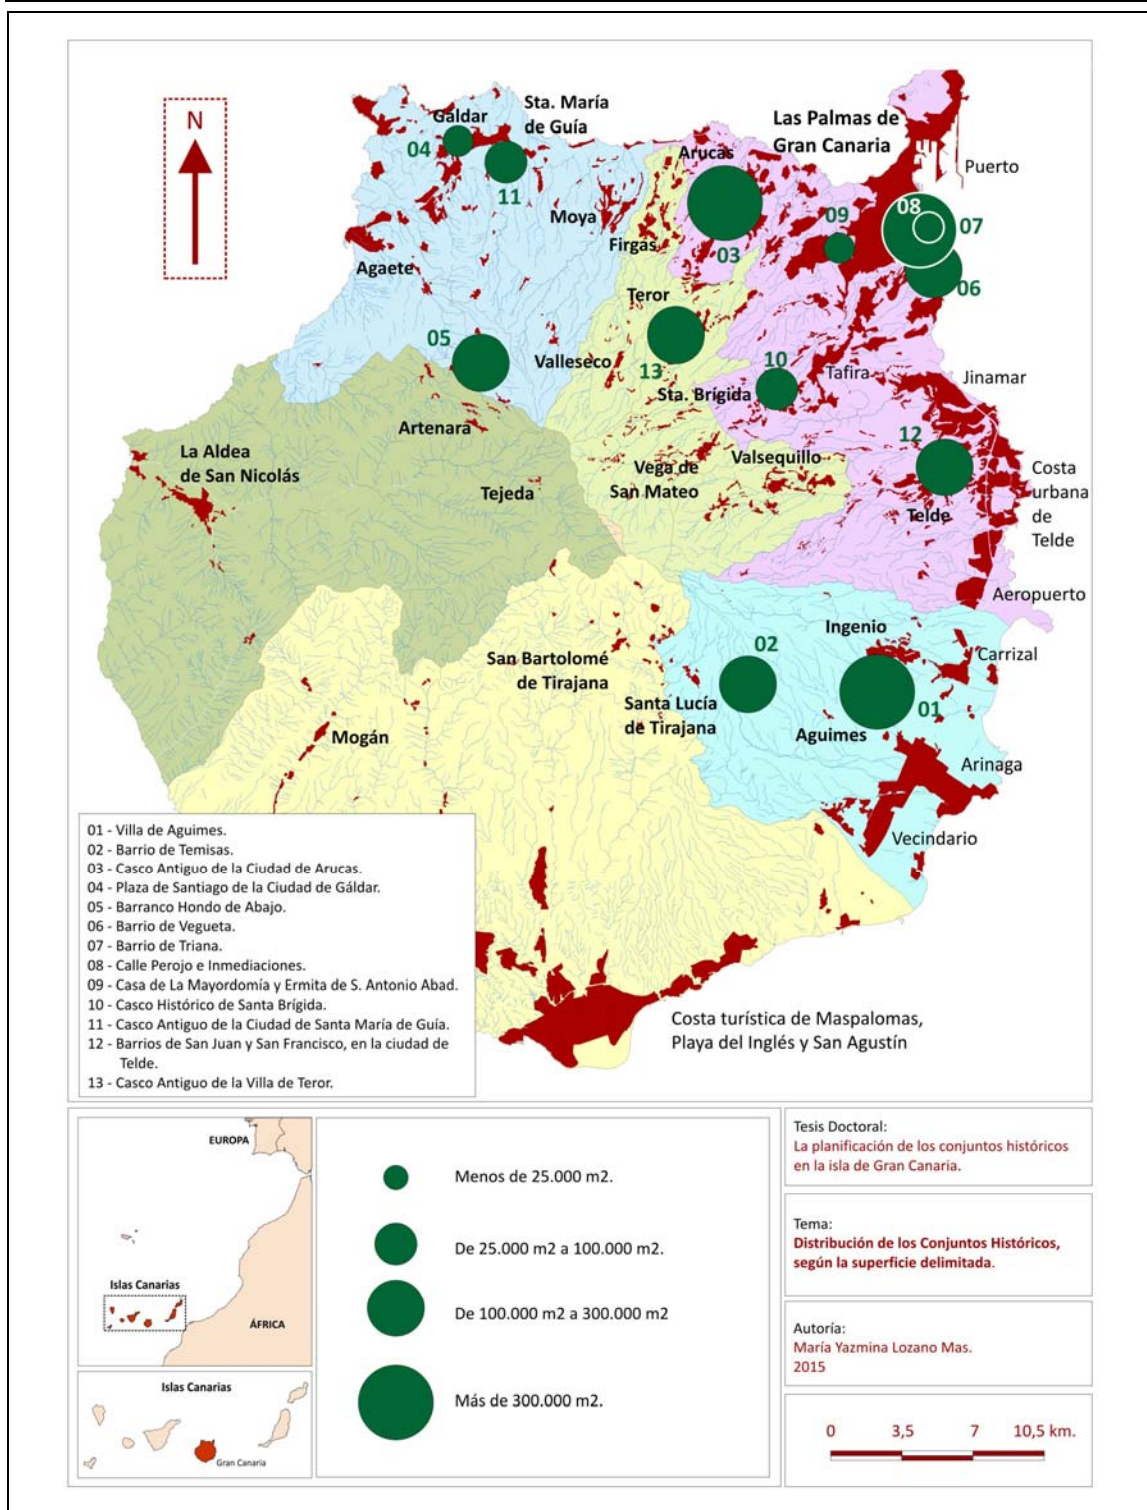 N
Gáldar
Sta. María
de Guía
04
11
Las Palmas de
Gran Canaria
Puerto
Arucas
03
09
08
07
06
Moya
Firgas
Agaete
Teror
05
Valleseco
13
10
Tafira
Sta. Brígida
Jinamar
Artenara
12
La Aldea
de San Nicolás
Vega de
San Mateo
Valsequillo
Tejeda
Telde
Costa
urbana
de
Telde
Aeropuerto
Ingenio
02
Carrizal
San Bartolomé
de Tirajana
Santa Lucía
de Tirajana
01
Mogán
Aguimes
Arinaga
Vecindario
01 - Villa de Aguimes.
02 - Barrio de Temisas.
03 - Casco Antiguo de la Ciudad de Arucas.
04 - Plaza de Santiago de la Ciudad de Gáldar.
05 - Barranco Hondo de Abajo.
06 - Barrio de Vegueta.
07 - Barrio de Triana.
08 - Calle Perojo e Inmediaciones.
09 - Casa de La Mayordomía y Ermita de S. Antonio Abad.
10 - Casco Histórico de Santa Brígida.
11 - Casco Antiguo de la Ciudad de Santa María de Guía.
12 - Barrios de San Juan y San Francisco, en la ciudad de
Telde.
13 - Casco Antiguo de la Villa de Teror.
Costa turística de Maspalomas,
Playa del Inglés y San Agustín
EUROPA
Islas Canarias
ÁFRICA
Islas Canarias
Gran Canaria
Menos de 25.000 m2.
De 25.000 m2 a 100.000 m2.
De 100.000 m2 a 300.000 m2
Más de 300.000 m2.
Tesis Doctoral:
La planificación de los conjuntos históricos
en la isla de Gran Canaria.
Tema:
Distribución de los Conjuntos Históricos,
según la superficie delimitada.
Autoría:
María Yazmina Lozano Mas.
2015
0 3,5 7 10,5 km.